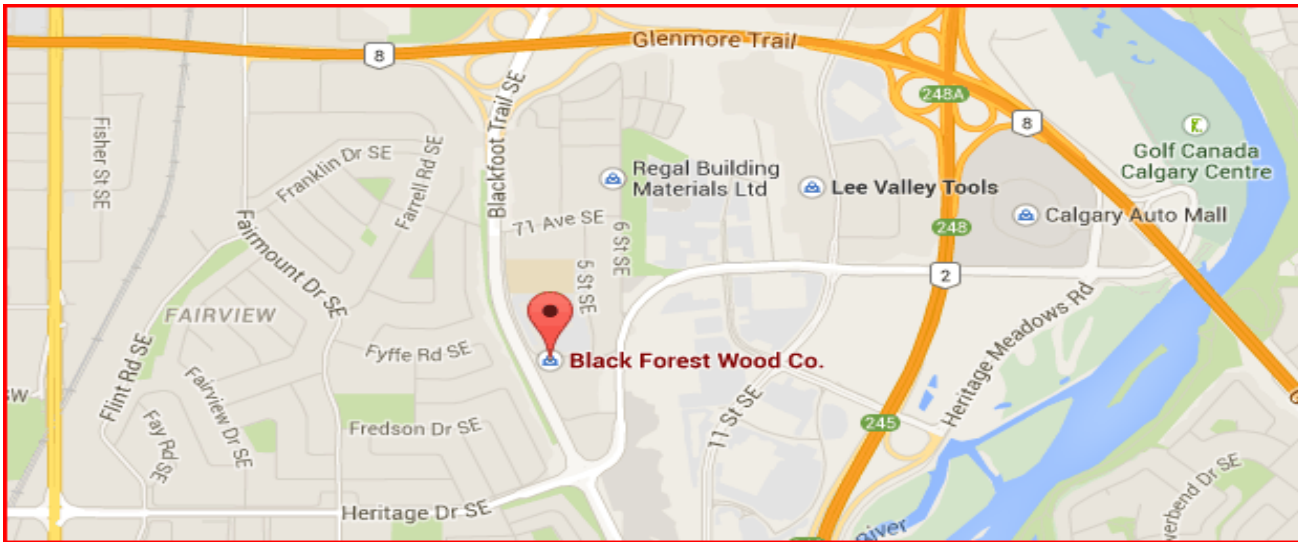 Glenmore Trail
8
248A
8
Fisher St SE
Franklin Dr SE
Farrell Rd SE
Blackfoot Trail SE
Regal Building
Materials Ltd
Lee Valley Tools
Golf Canada
Calgary Centre
Calgary Auto Mall
71 Ave SE
6 St SE
248
2
5 St SE
Fairmount Dr SE
FAIRVIEW
Fyffe Rd SE
Black Forest Wood Co.
Heritage Meadows Rd
Flint Rd SE
Fairview Dr SE
Fay Rd
SE
Fredson Dr SE
11 St SE
245
Heritage Dr SE
River